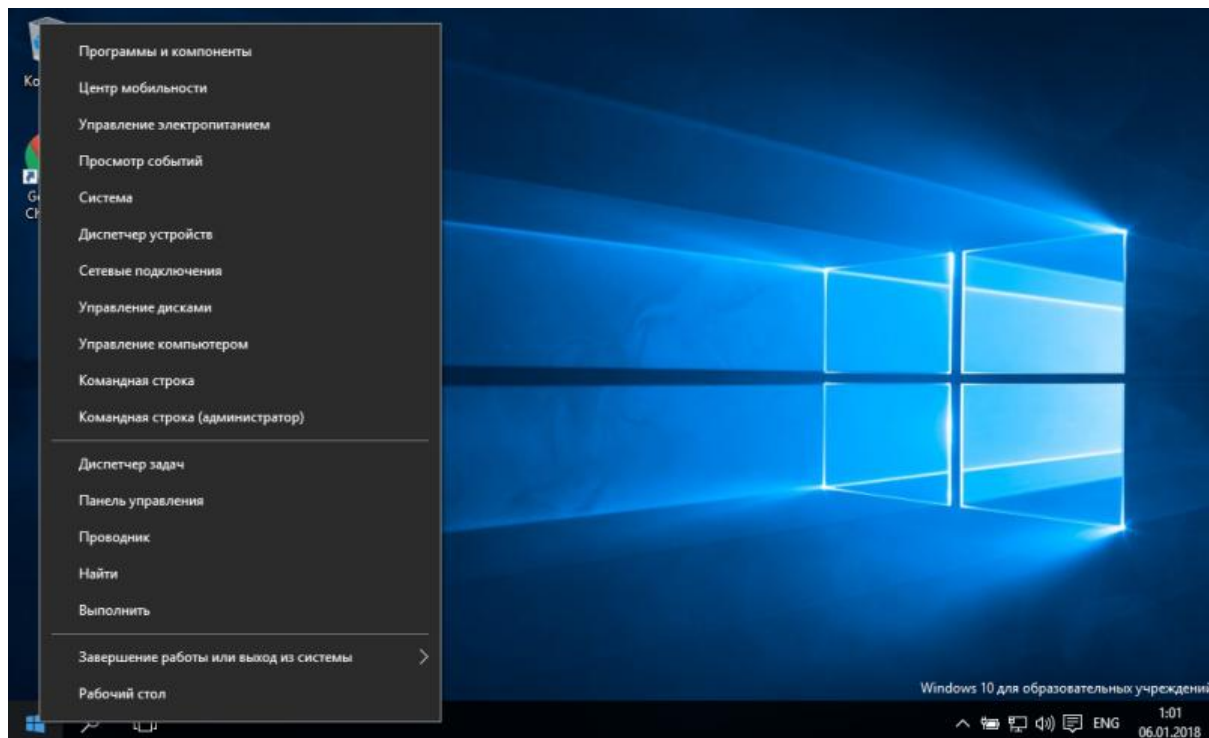 Программы и компоненты
Центр мобильности
Управление электропитанием
Просмотр событий
Система
Диспетчер устройств
Сетевые подключения
Управление дисками
Управление компьютером
Командная строка
Командная строка (администратор)
Диспетчер задач
Панель управления
Проводник
Найти
Выполнить
Завершение работы или выход из системы
Рабочий стол
Windows 10 для образовательных учреждений
ENG
1:01
06.01.2018